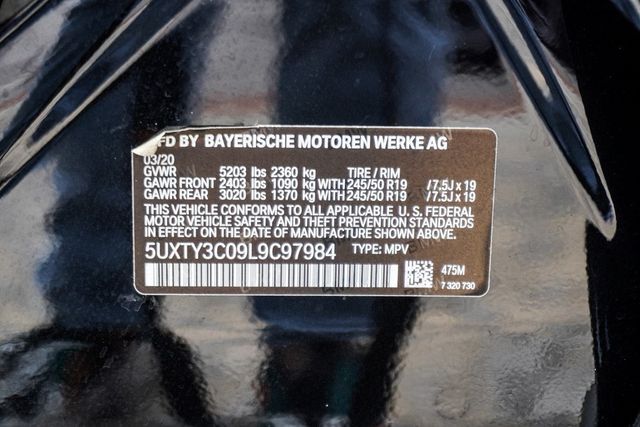 MFD BY BAYERISCHE MOTOREN WERKE AG
03/20
GVWR 5203 lbs 2360 kg TIRE / RIM
GAWR FRONT 2403 lbs 1090 kg WITH 245/50 R19 /7.5J x 19
GAWR REAR 3020 lbs 1370 kg WITH 245/50 R19 /7.5J x 19
THIS VEHICLE CONFORMS TO ALL APPLICABLE U. S. FEDERAL
MOTOR VEHICLE SAFETY AND THEFT PREVENTION STANDARDS
IN EFFECT ON THE DATE OF MANUFACTURE SHOWN ABOVE.
5UXTY3C09L9C97984 TYPE: MPV
475M
7 320 730